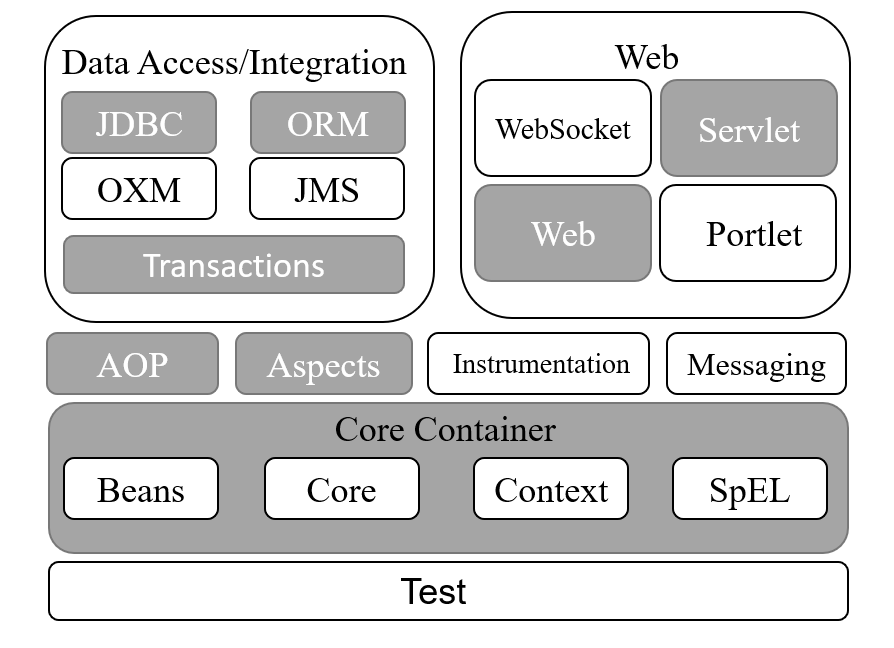 Data Access/Integration
JDBC
ORM
OXM
JMS
Transactions
Web
WebSocket
Servlet
Web
Portlet
AOP
Aspects
Instrumentation
Messaging
Core Container
Beans
Core
Context
SpEL
Test